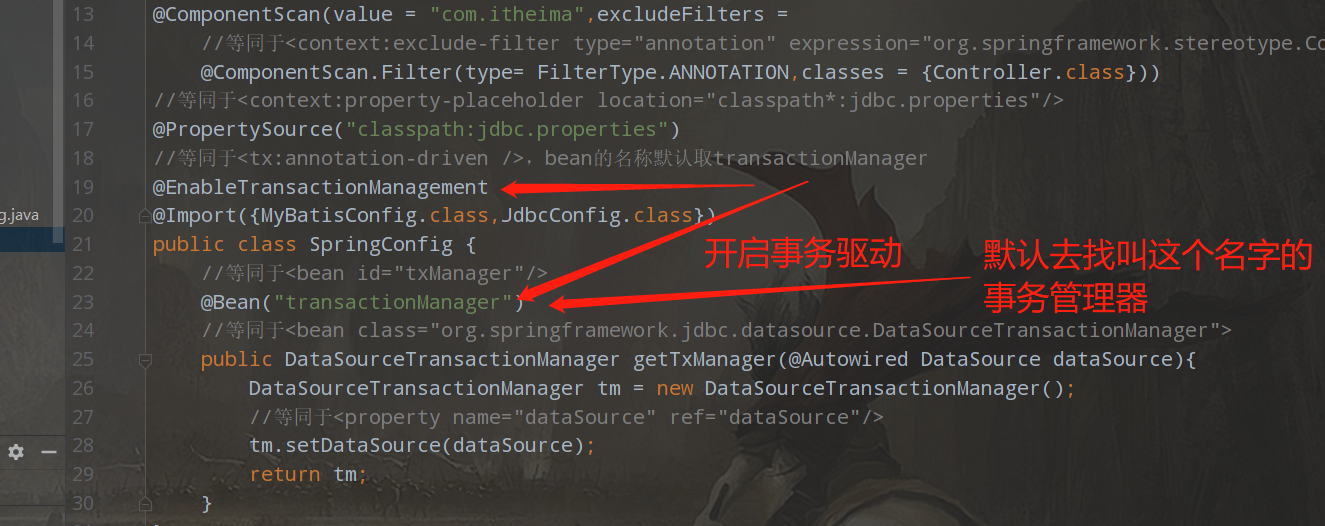 13 @ComponentScan(value = "com.itheima",excludeFilters =
14 //等同于<context:exclude-filter type="annotation" expression="org.springframework.stereotype.Co
15 @ComponentScan.Filter(type= FilterType.ANNOTATION,classes = {Controller.class}))
16 //等同于<context:property-placeholder location="classpath*:jdbc.properties"/>
17 @PropertySource("classpath:jdbc.properties")
18 //等同于<tx:annotation-driven />，bean的名称默认取transactionManager
19 @EnableTransactionManagement
g.java
20 @Import({MyBatisConfig.class,JdbcConfig.class})
21 public class SpringConfig {
开启事务驱动
默认去找叫这个名字的
事务管理器
22 //等同于<bean id="txManager"/>
23 @Bean("transactionManager")
24 //等同于<bean class="org.springframework.jdbc.datasource.DataSourceTransactionManager">
25 public DataSourceTransactionManager getTxManager(@Autowired DataSource dataSource){
26 DataSourceTransactionManager tm = new DataSourceTransactionManager();
27 //等同于<property name="dataSource" ref="dataSource"/>
28 tm.setDataSource(dataSource);
29 return tm;
30 }